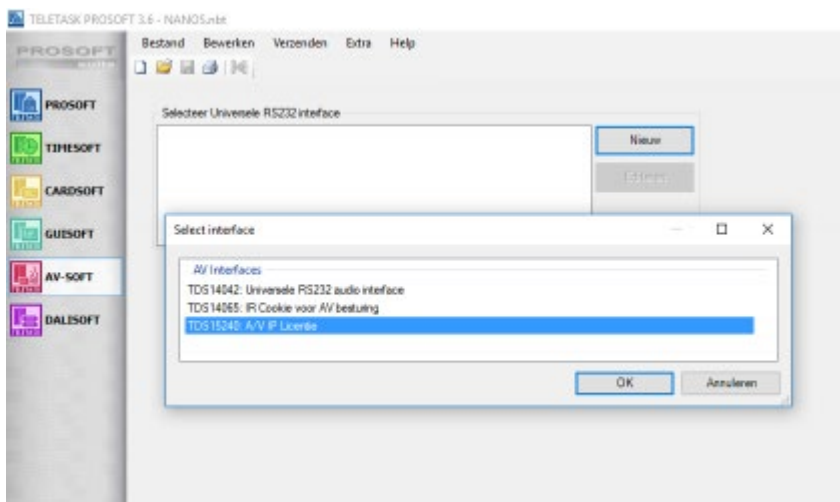 TELETASK PROSOFT 3.6 - NANOS.nbt
PROSOFT
Bestand Bewerken Verzenden Extra Help
PROSOFT
TIMESOFT
CARDSOFT
GUISOFT
AV-SOFT
DALISOFT
Selecteer Universele RS232 interface
Nieuw
Select interface
AV Interfaces
TDS14042: Universele RS232 audio interface
TDS14065: IR Cookie voor AV besturing
TDS15240: A/V IP Licentie
OK Annuleren